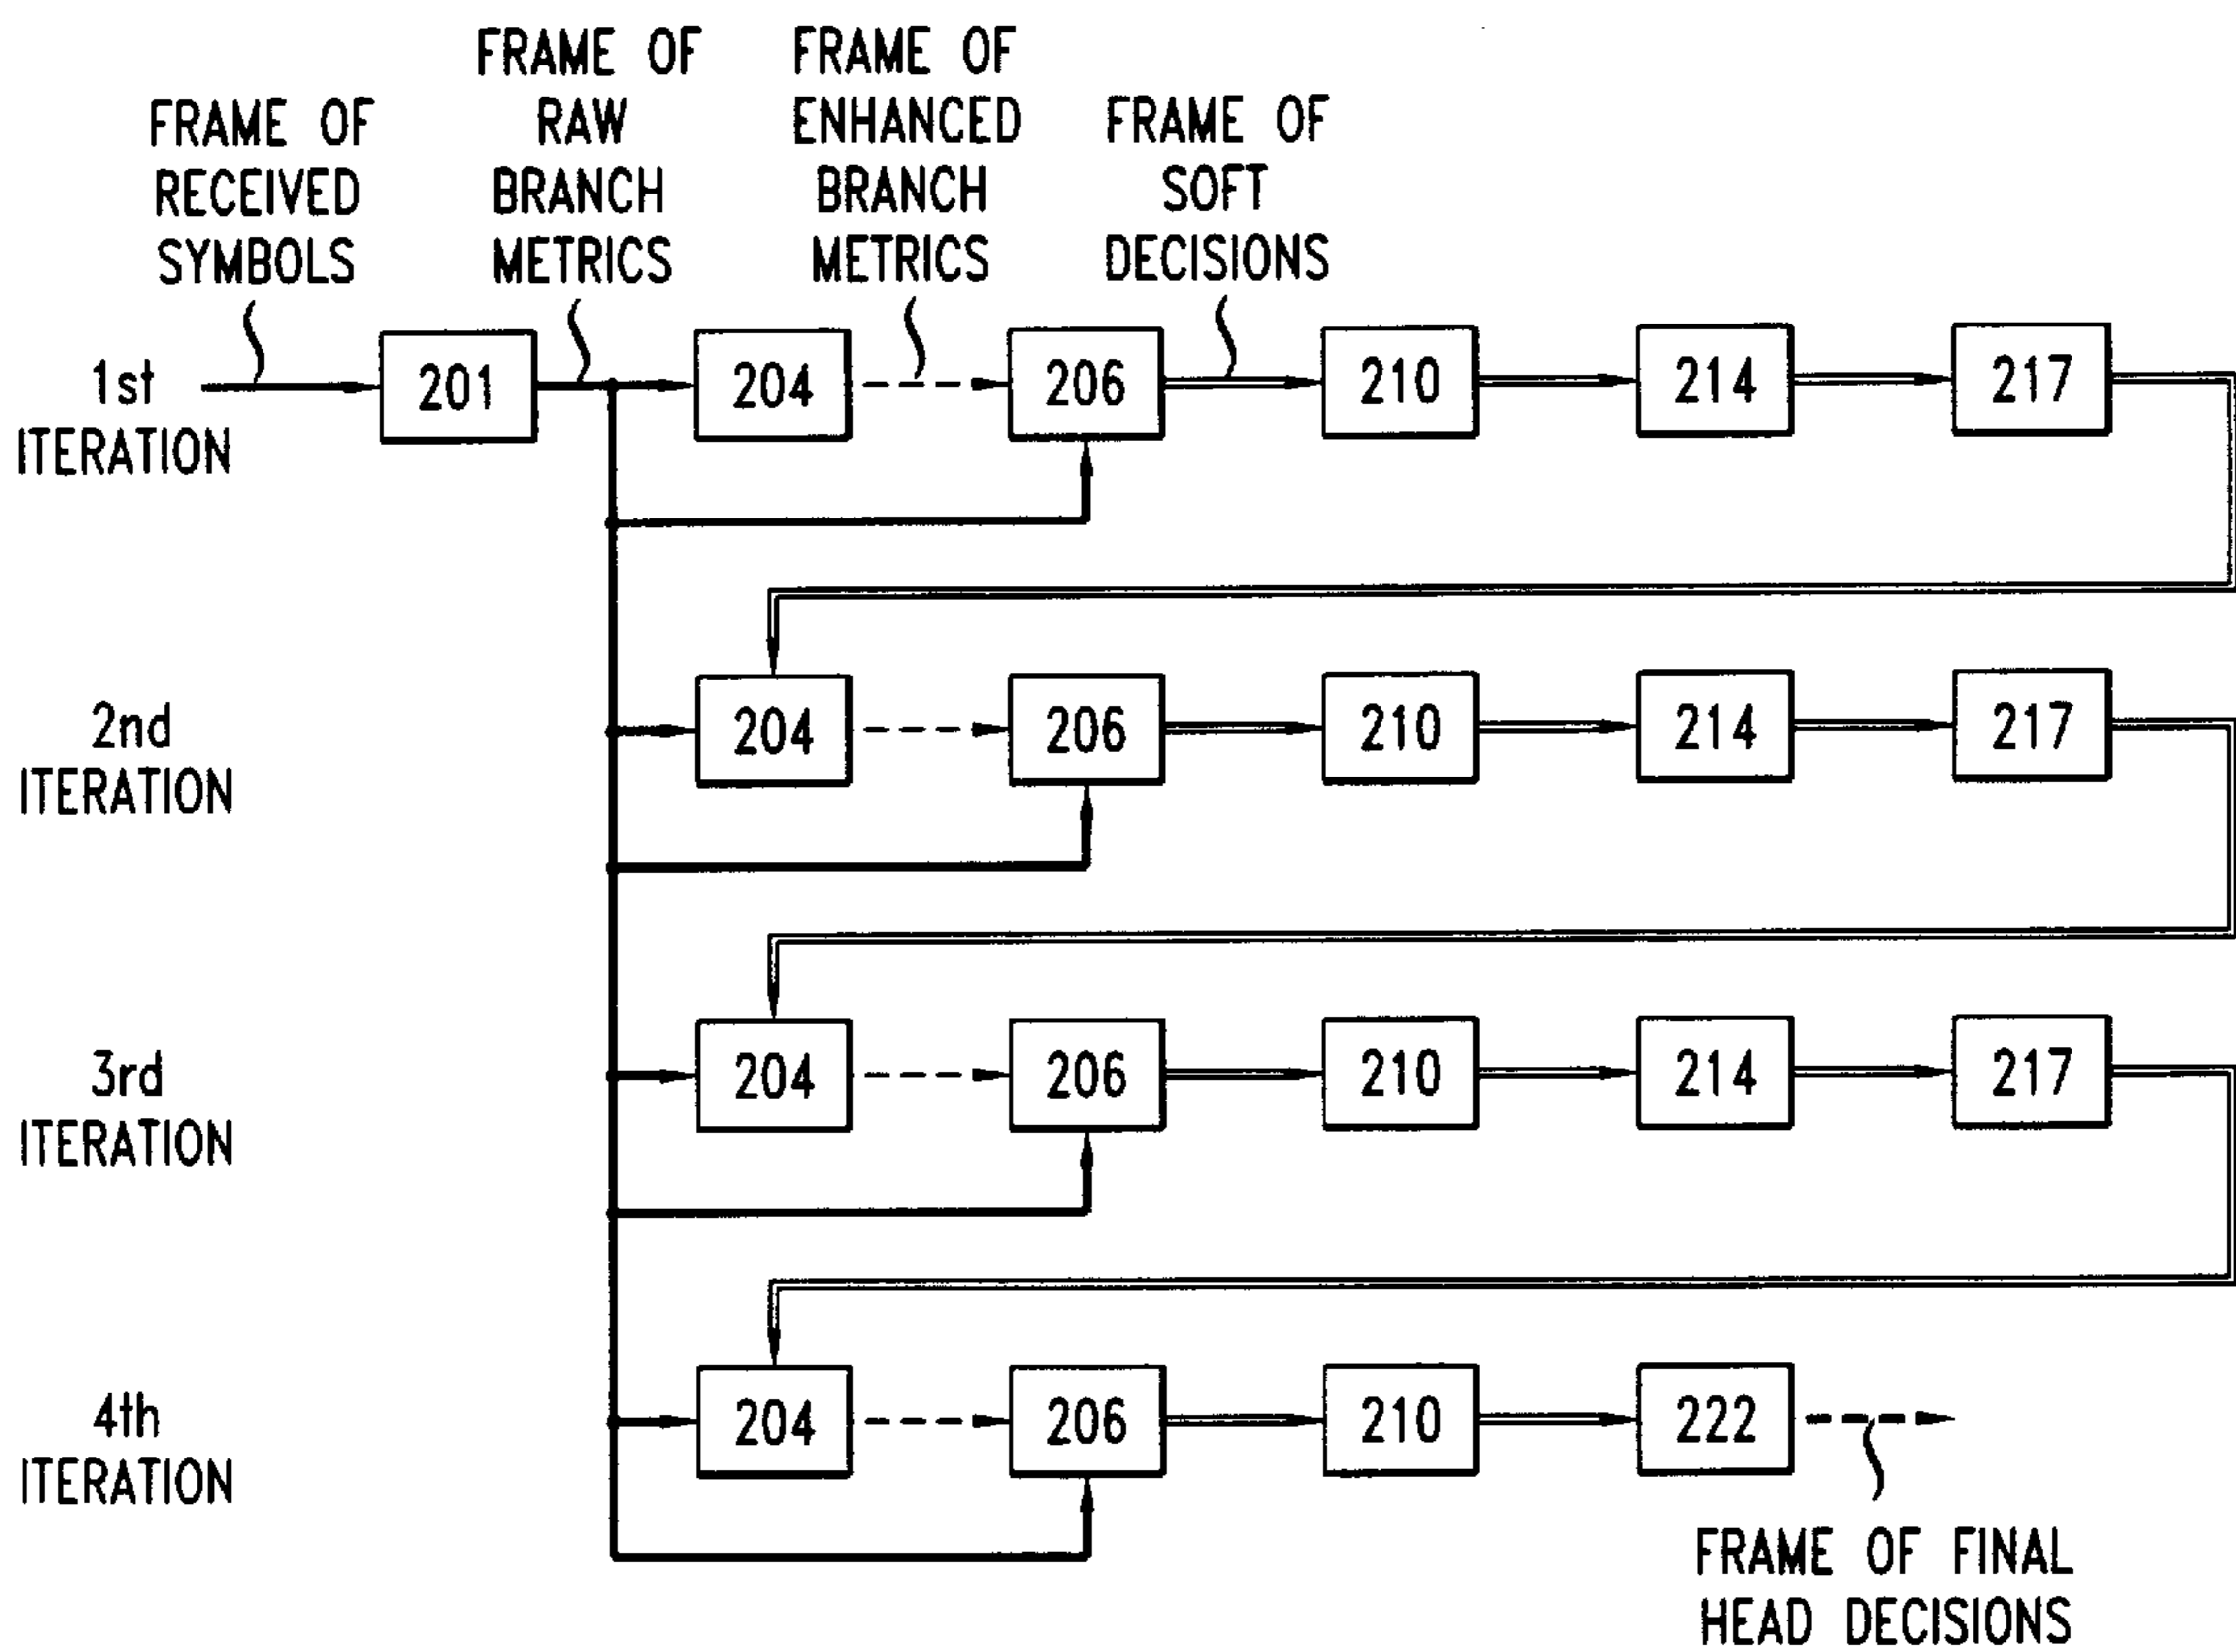 FRAME OF
RECEIVED
SYMBOLS
FRAME OF
RAW
BRANCH
METRICS
FRAME OF
ENHANCED
BRANCH
METRICS
FRAME OF
SOFT
DECISIONS
1st
ITERATION
201
204
206
210
214
217
2nd
ITERATION
204
206
210
214
217
3rd
ITERATION
204
206
210
214
217
4th
ITERATION
204
206
210
222
FRAME OF FINAL
HEAD DECISIONS